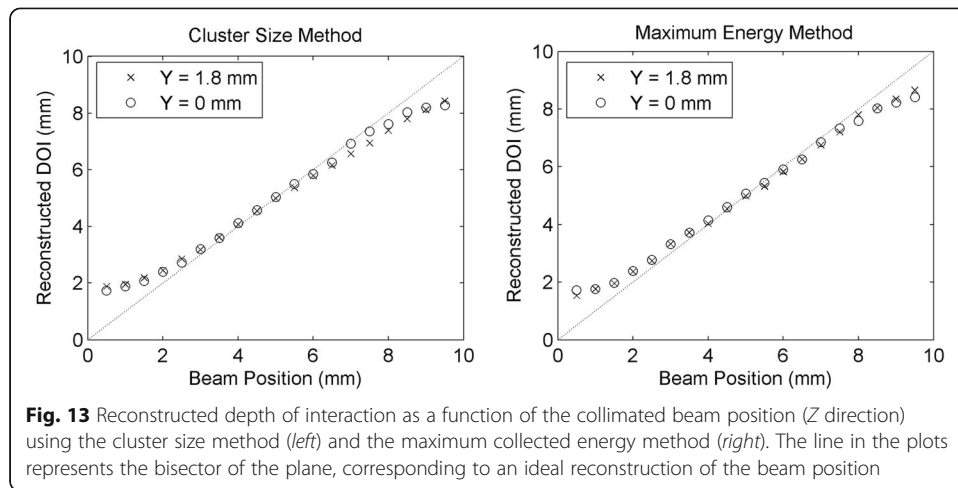 Cluster Size Method
10
8
6
4
2
0
0 2 4 6 8 10
Reconstructed DOI (mm)
Beam Position (mm)
× Y = 1.8 mm
○ Y = 0 mm
Maximum Energy Method
10
8
6
4
2
0
0 2 4 6 8 10
Reconstructed DOI (mm)
Beam Position (mm)
× Y = 1.8 mm
○ Y = 0 mm
Fig. 13 Reconstructed depth of interaction as a function of the collimated beam position (Z direction)
using the cluster size method (left) and the maximum collected energy method (right). The line in the plots
represents the bisector of the plane, corresponding to an ideal reconstruction of the beam position